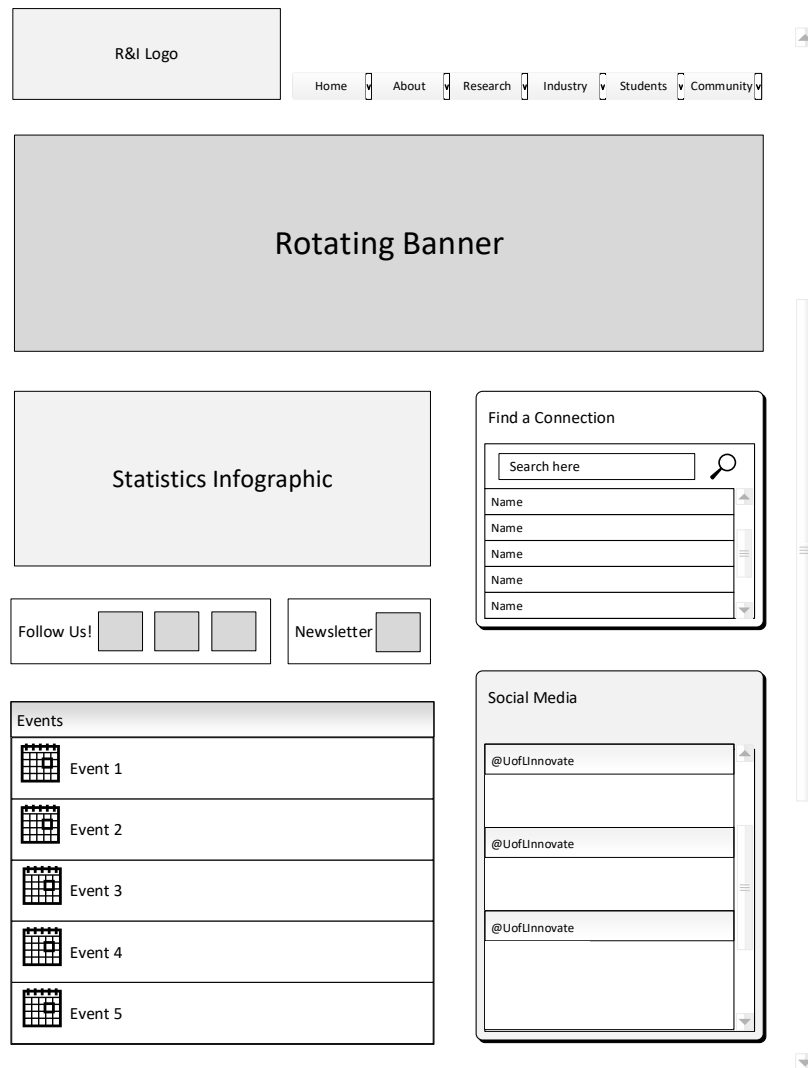 R&I Logo
Home v About v Research v Industry v Students v Community v
Rotating Banner
Statistics Infographic
Follow Us!
Newsletter
Events
Event 1
Event 2
Event 3
Event 4
Event 5
Find a Connection
Search here
Name
Name
Name
Name
Name
Social Media
@UofLInnovate
@UofLInnovate
@UofLInnovate